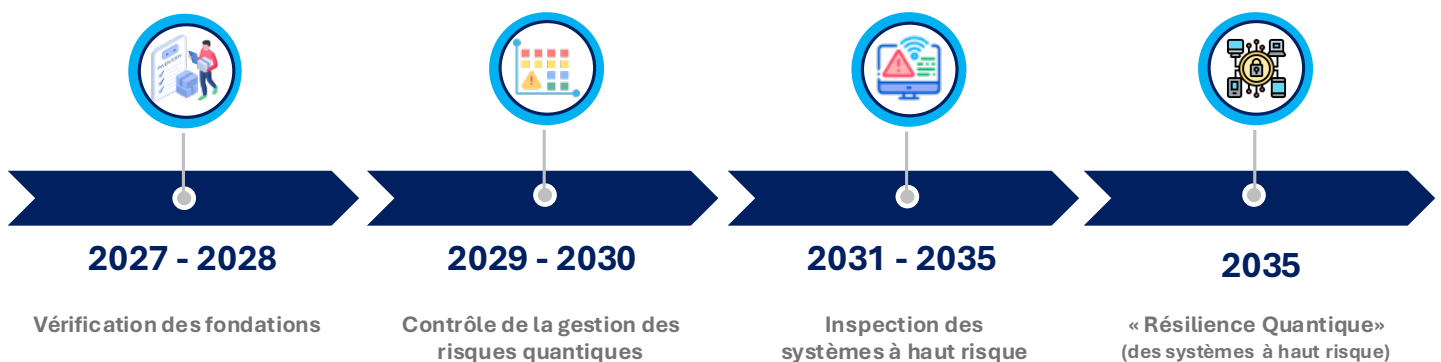 INVENTORY
2027 - 2028
2029 - 2030
2031 - 2035
2035
Vérification des fondations
Contrôle de la gestion des
risques quantiques
Inspection des
systèmes à haut risque
« Résilience Quantique»
(des systèmes à haut risque)